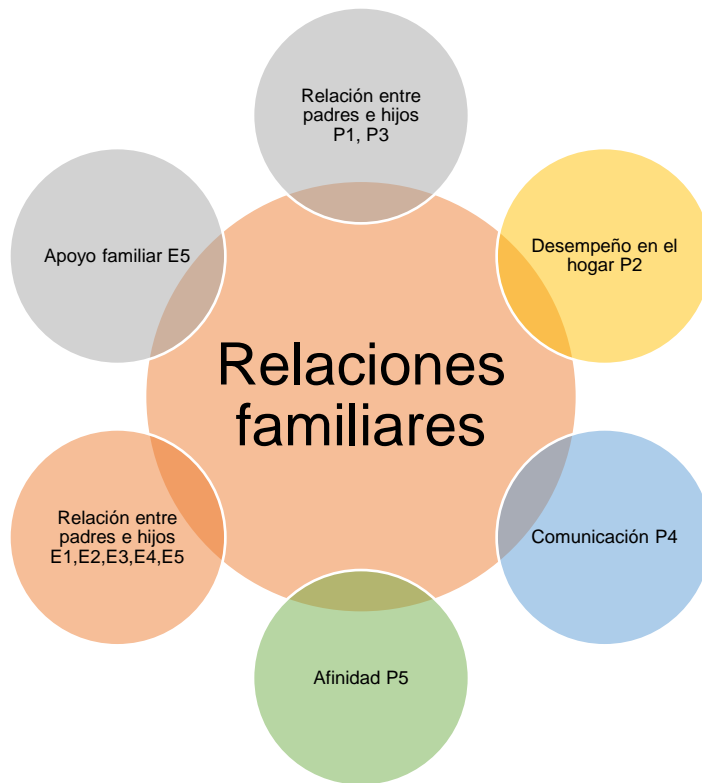 Relación entre
padres e hijos
P1, P3
Desempeño en el
hogar P2
Comunicación P4
Afinidad P5
Relación entre
padres e hijos
E1,E2,E3,E4,E5
Apoyo familiar E5
Relaciones
familiares